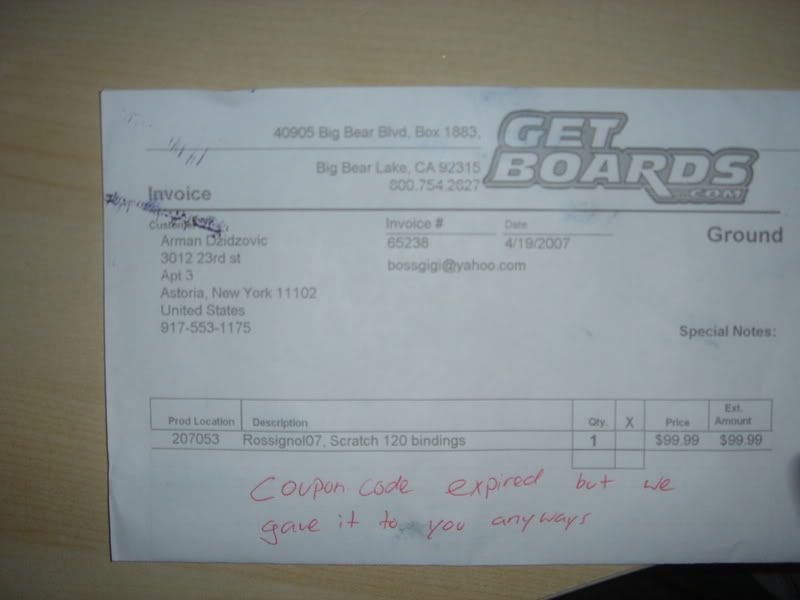 40905 Big Bear Blvd, Box 1883,
Big Bear Lake, CA 92315
800.754.2627
GET
BOARDS
.COM
Invoice
Invoice #
Date
65238
4/19/2007
Ground
bossgigi@yahoo.com
Arman Dzidzovic
3012 23rd st
Apt 3
Astoria, New York 11102
United States
917-553-1175
Special Notes:
Prod Location Description Qty. X Price Ext. Amount
207053 Rossignol07, Scratch 120 bindings 1 $99.99 $99.99
Coupon code expired but we
gave it to you anyways